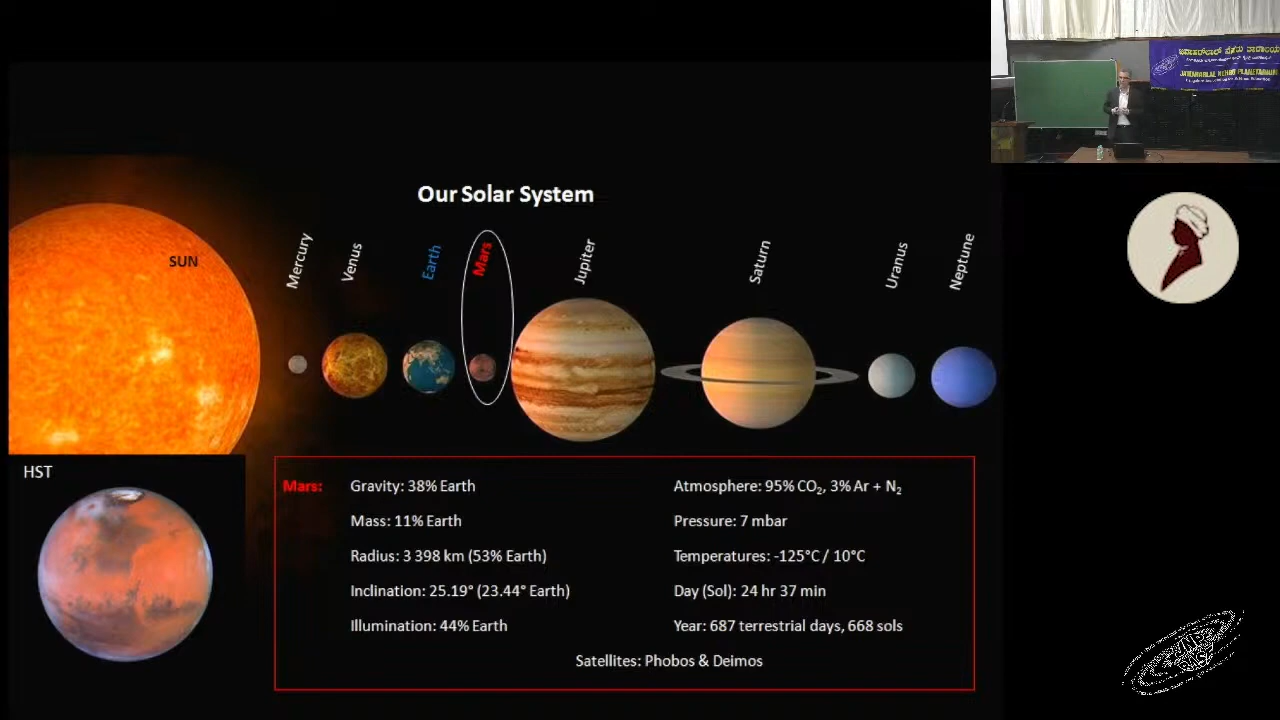 Our Solar System
SUN
Mercury
Venus
Earth
Mars
Jupiter
Saturn
Uranus
Neptune
HST
Mars:
Gravity: 38% Earth
Mass: 11% Earth
Radius: 3 398 km (53% Earth)
Inclination: 25.19° (23.44° Earth)
Illumination: 44% Earth
Atmosphere: 95% CO₂, 3% Ar + N₂
Pressure: 7 mbar
Temperatures: -125°C / 10°C
Day (Sol): 24 hr 37 min
Year: 687 terrestrial days, 668 sols
Satellites: Phobos & Deimos
JAWAHARLAL NEHRU PLANETARIUM